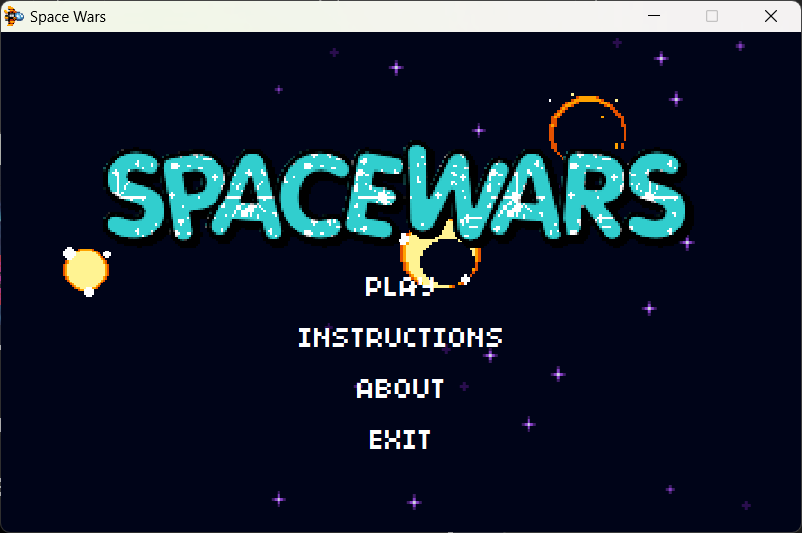 Space Wars
SPACEWARS
PLAY
INSTRUCTIONS
ABOUT
EXIT